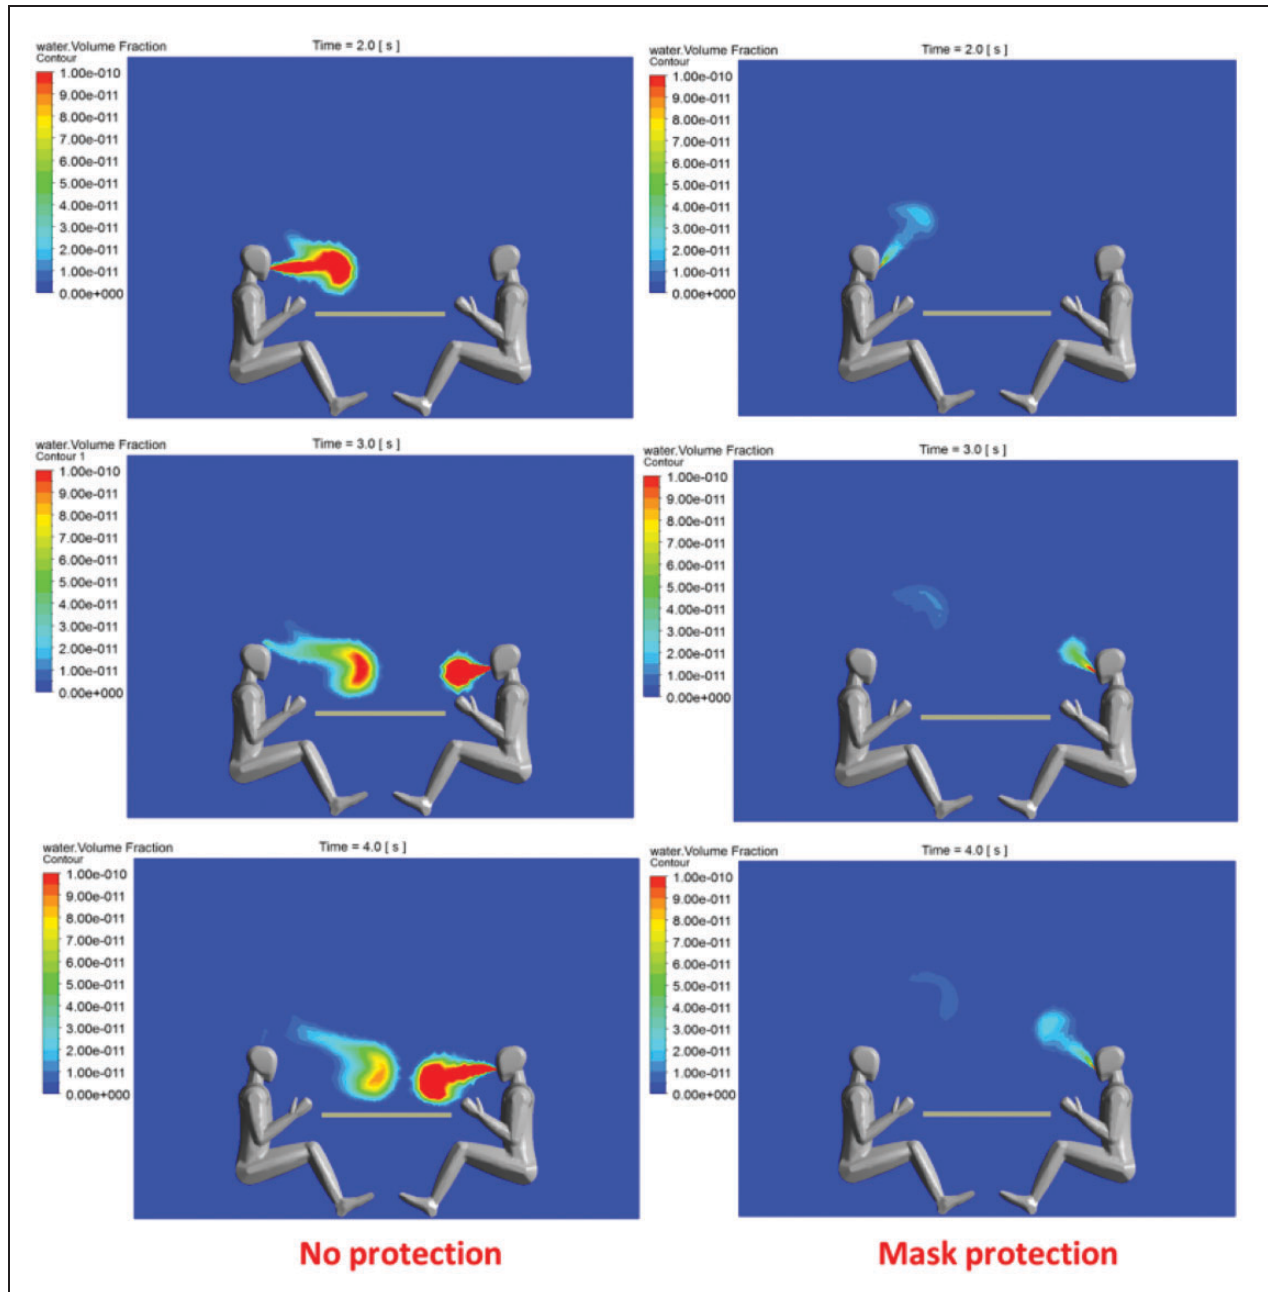 water.Volume Fraction
Contour
Time = 2.0 [ s ]
1.00e-010
9.00e-011
8.00e-011
7.00e-011
6.00e-011
5.00e-011
4.00e-011
3.00e-011
2.00e-011
1.00e-011
0.00e+000
water.Volume Fraction
Contour
Time = 2.0 [ s ]
1.00e-010
9.00e-011
8.00e-011
7.00e-011
6.00e-011
5.00e-011
4.00e-011
3.00e-011
2.00e-011
1.00e-011
0.00e+000
water.Volume Fraction
Contour 1
Time = 3.0 [ s ]
1.00e-010
9.00e-011
8.00e-011
7.00e-011
6.00e-011
5.00e-011
4.00e-011
3.00e-011
2.00e-011
1.00e-011
0.00e+000
water.Volume Fraction
Contour
Time = 3.0 [ s ]
1.00e-010
9.00e-011
8.00e-011
7.00e-011
6.00e-011
5.00e-011
4.00e-011
3.00e-011
2.00e-011
1.00e-011
0.00e+000
water.Volume Fraction
Contour
Time = 4.0 [ s ]
1.00e-010
9.00e-011
8.00e-011
7.00e-011
6.00e-011
5.00e-011
4.00e-011
3.00e-011
2.00e-011
1.00e-011
0.00e+000
water.Volume Fraction
Contour
Time = 4.0 [ s ]
1.00e-010
9.00e-011
8.00e-011
7.00e-011
6.00e-011
5.00e-011
4.00e-011
3.00e-011
2.00e-011
1.00e-011
0.00e+000
No protection
Mask protection